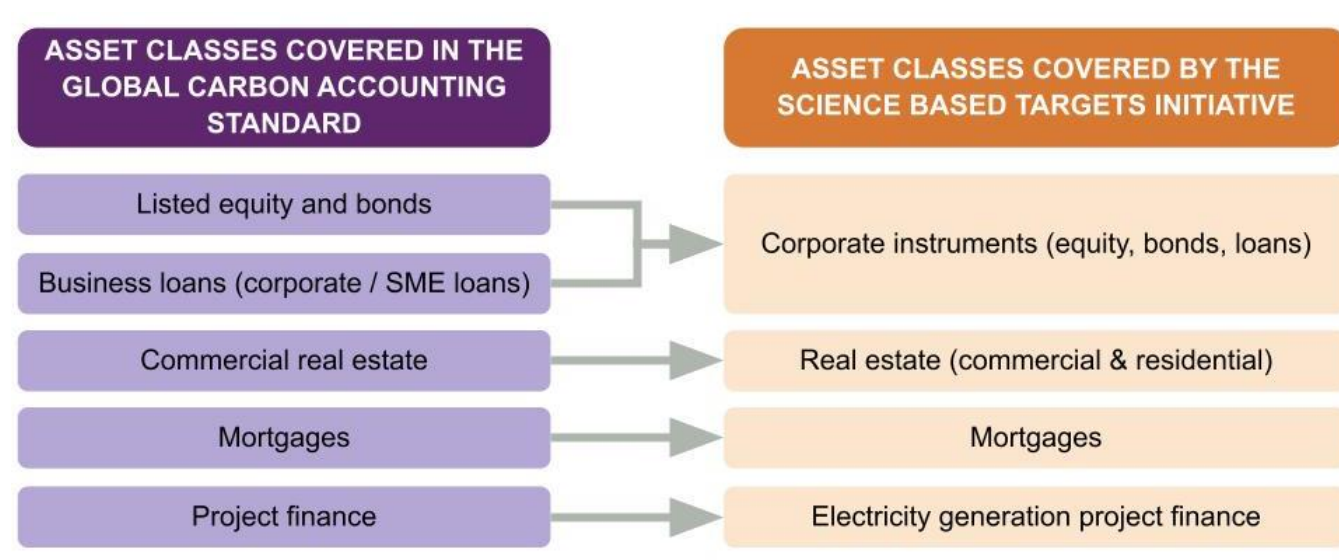 ASSET CLASSES COVERED IN THE
GLOBAL CARBON ACCOUNTING
STANDARD
ASSET CLASSES COVERED BY THE
SCIENCE BASED TARGETS INITIATIVE
Listed equity and bonds
Business loans (corporate / SME loans)
Corporate instruments (equity, bonds, loans)
Commercial real estate
Real estate (commercial & residential)
Mortgages
Mortgages
Project finance
Electricity generation project finance